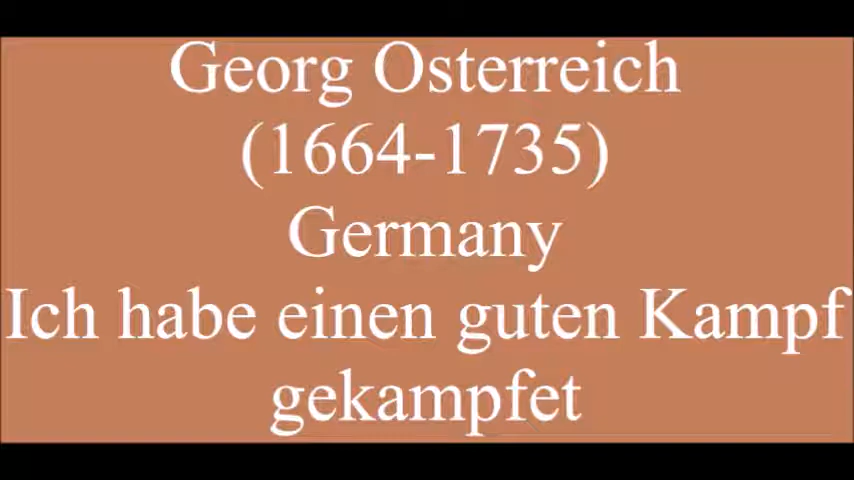 Georg Osterreich
(1664-1735)
Germany
Ich habe einen guten Kampf
gekampfet